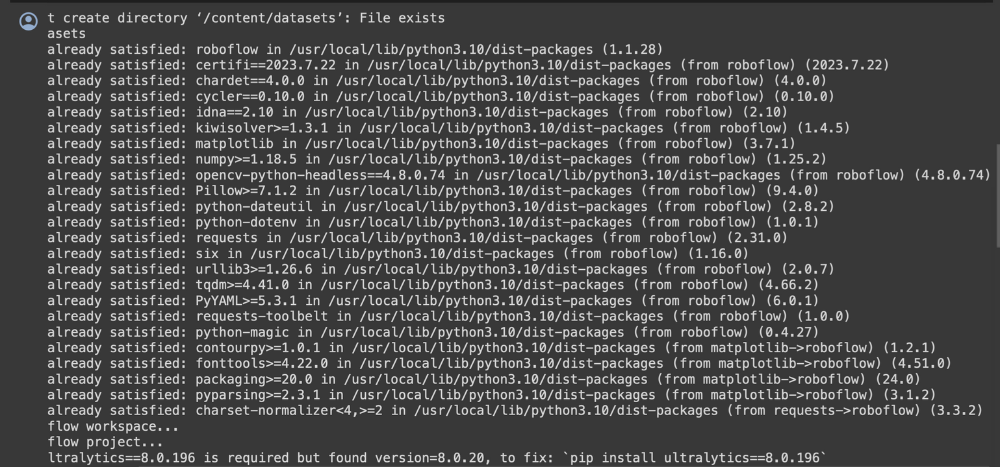 t create directory ‘/content/datasets’: File exists
asets
already satisfied: roboflow in /usr/local/lib/python3.10/dist-packages (1.1.28)
already satisfied: certifi==2023.7.22 in /usr/local/lib/python3.10/dist-packages (from roboflow) (2023.7.22)
already satisfied: chardet==4.0.0 in /usr/local/lib/python3.10/dist-packages (from roboflow) (4.0.0)
already satisfied: cycler==0.10.0 in /usr/local/lib/python3.10/dist-packages (from roboflow) (0.10.0)
already satisfied: idna==2.10 in /usr/local/lib/python3.10/dist-packages (from roboflow) (2.10)
already satisfied: kiwisolver>=1.3.1 in /usr/local/lib/python3.10/dist-packages (from roboflow) (1.4.5)
already satisfied: matplotlib in /usr/local/lib/python3.10/dist-packages (from roboflow) (3.7.1)
already satisfied: numpy>=1.18.5 in /usr/local/lib/python3.10/dist-packages (from roboflow) (1.25.2)
already satisfied: opencv-python-headless==4.8.0.74 in /usr/local/lib/python3.10/dist-packages (from roboflow) (4.8.0.74)
already satisfied: Pillow>=7.1.2 in /usr/local/lib/python3.10/dist-packages (from roboflow) (9.4.0)
already satisfied: python-dateutil in /usr/local/lib/python3.10/dist-packages (from roboflow) (2.8.2)
already satisfied: python-dotenv in /usr/local/lib/python3.10/dist-packages (from roboflow) (1.0.1)
already satisfied: requests in /usr/local/lib/python3.10/dist-packages (from roboflow) (2.31.0)
already satisfied: six in /usr/local/lib/python3.10/dist-packages (from roboflow) (1.16.0)
already satisfied: urllib3>=1.26.6 in /usr/local/lib/python3.10/dist-packages (from roboflow) (2.0.7)
already satisfied: tqdm>=4.41.0 in /usr/local/lib/python3.10/dist-packages (from roboflow) (4.66.2)
already satisfied: PyYAML>=5.3.1 in /usr/local/lib/python3.10/dist-packages (from roboflow) (6.0.1)
already satisfied: requests-toolbelt in /usr/local/lib/python3.10/dist-packages (from roboflow) (1.0.0)
already satisfied: python-magic in /usr/local/lib/python3.10/dist-packages (from roboflow) (0.4.27)
already satisfied: contourpy>=1.0.1 in /usr/local/lib/python3.10/dist-packages (from matplotlib->roboflow) (1.2.1)
already satisfied: fonttools>=4.22.0 in /usr/local/lib/python3.10/dist-packages (from matplotlib->roboflow) (4.51.0)
already satisfied: packaging>=20.0 in /usr/local/lib/python3.10/dist-packages (from matplotlib->roboflow) (24.0)
already satisfied: pyparsing>=2.3.1 in /usr/local/lib/python3.10/dist-packages (from matplotlib->roboflow) (3.1.2)
already satisfied: charset-normalizer<4,>=2 in /usr/local/lib/python3.10/dist-packages (from requests->roboflow) (3.3.2)
flow workspace...
flow project...
ltralytics==8.0.196 is required but found version=8.0.20, to fix: `pip install ultralytics==8.0.196`